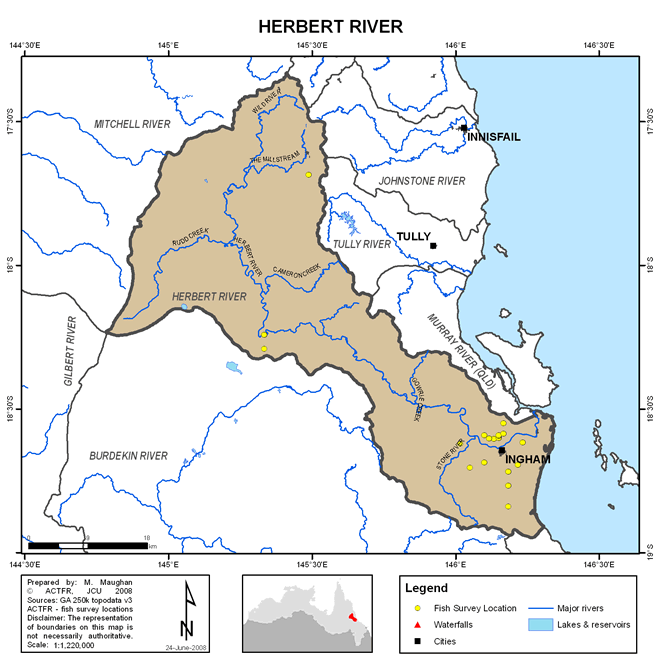 HERBERT RIVER
144°30'E
145°E
145°30'E
146°E
146°30'E
17°30'S
18°S
18°30'S
19°S
WILD RIVER
MITCHELL RIVER
INNISFAIL
THE MILLSTREAM
JOHNSTONE RIVER
TULLY
RUDD CREEK
HERBERT RIVER
TULLY RIVER
CAMERON CREEK
HERBERT RIVER
GILBERT RIVER
MURRAY RIVER (QLD)
GOWRIE CREEK
STONE RIVER
INGHAM
BURDEKIN RIVER
0
km
Prepared by: M. Maughan
© ACTFR, JCU 2008
Sources: GA 250k topodata v3
ACTFR - fish survey locations
Disclaimer: The representation
of boundaries on this map is
not necessarily authoritative.
Scale: 1:1,220,000
N
24-June-2008
Legend
Fish Survey Location
Waterfalls
Cities
Major rivers
Lakes & reservoirs